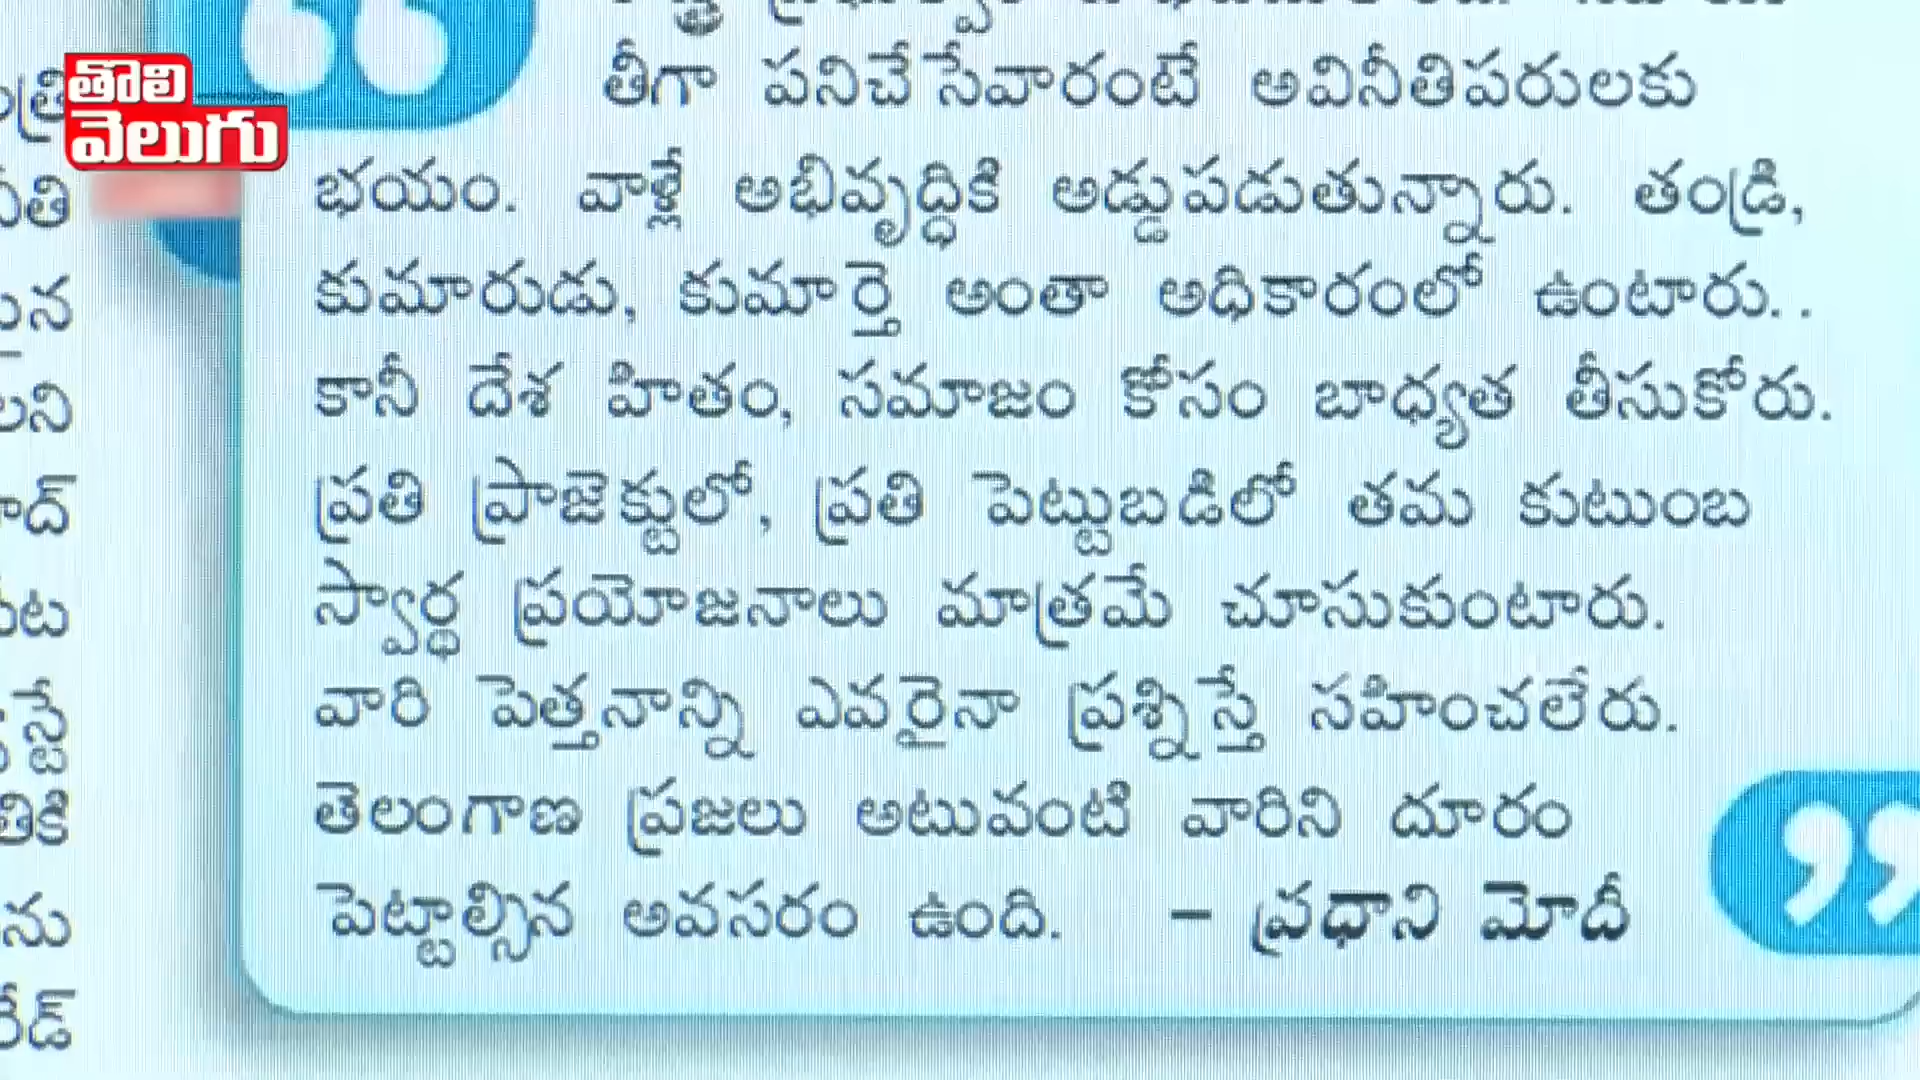 తొలి
వెలుగు
తీగా పనిచేసేవారంటే అవినీతిపరులకు
భయం. వాళ్లే అభివృద్ధికి అడ్డుపడుతున్నారు. తండ్రి,
కుమారుడు, కుమార్తె అంతా అధికారంలో ఉంటారు..
కానీ దేశ హితం, సమాజం కోసం బాధ్యత తీసుకోరు.
ప్రతి ప్రాజెక్టులో, ప్రతి పెట్టుబడిలో తమ కుటుంబ
స్వార్థ ప్రయోజనాలు మాత్రమే చూసుకుంటారు.
వారి పెత్తనాన్ని ఎవరైనా ప్రశ్నిస్తే సహించలేరు.
తెలంగాణ ప్రజలు అటువంటి వారిని దూరం
పెట్టాల్సిన అవసరం ఉంది. – ప్రధాని మోదీ